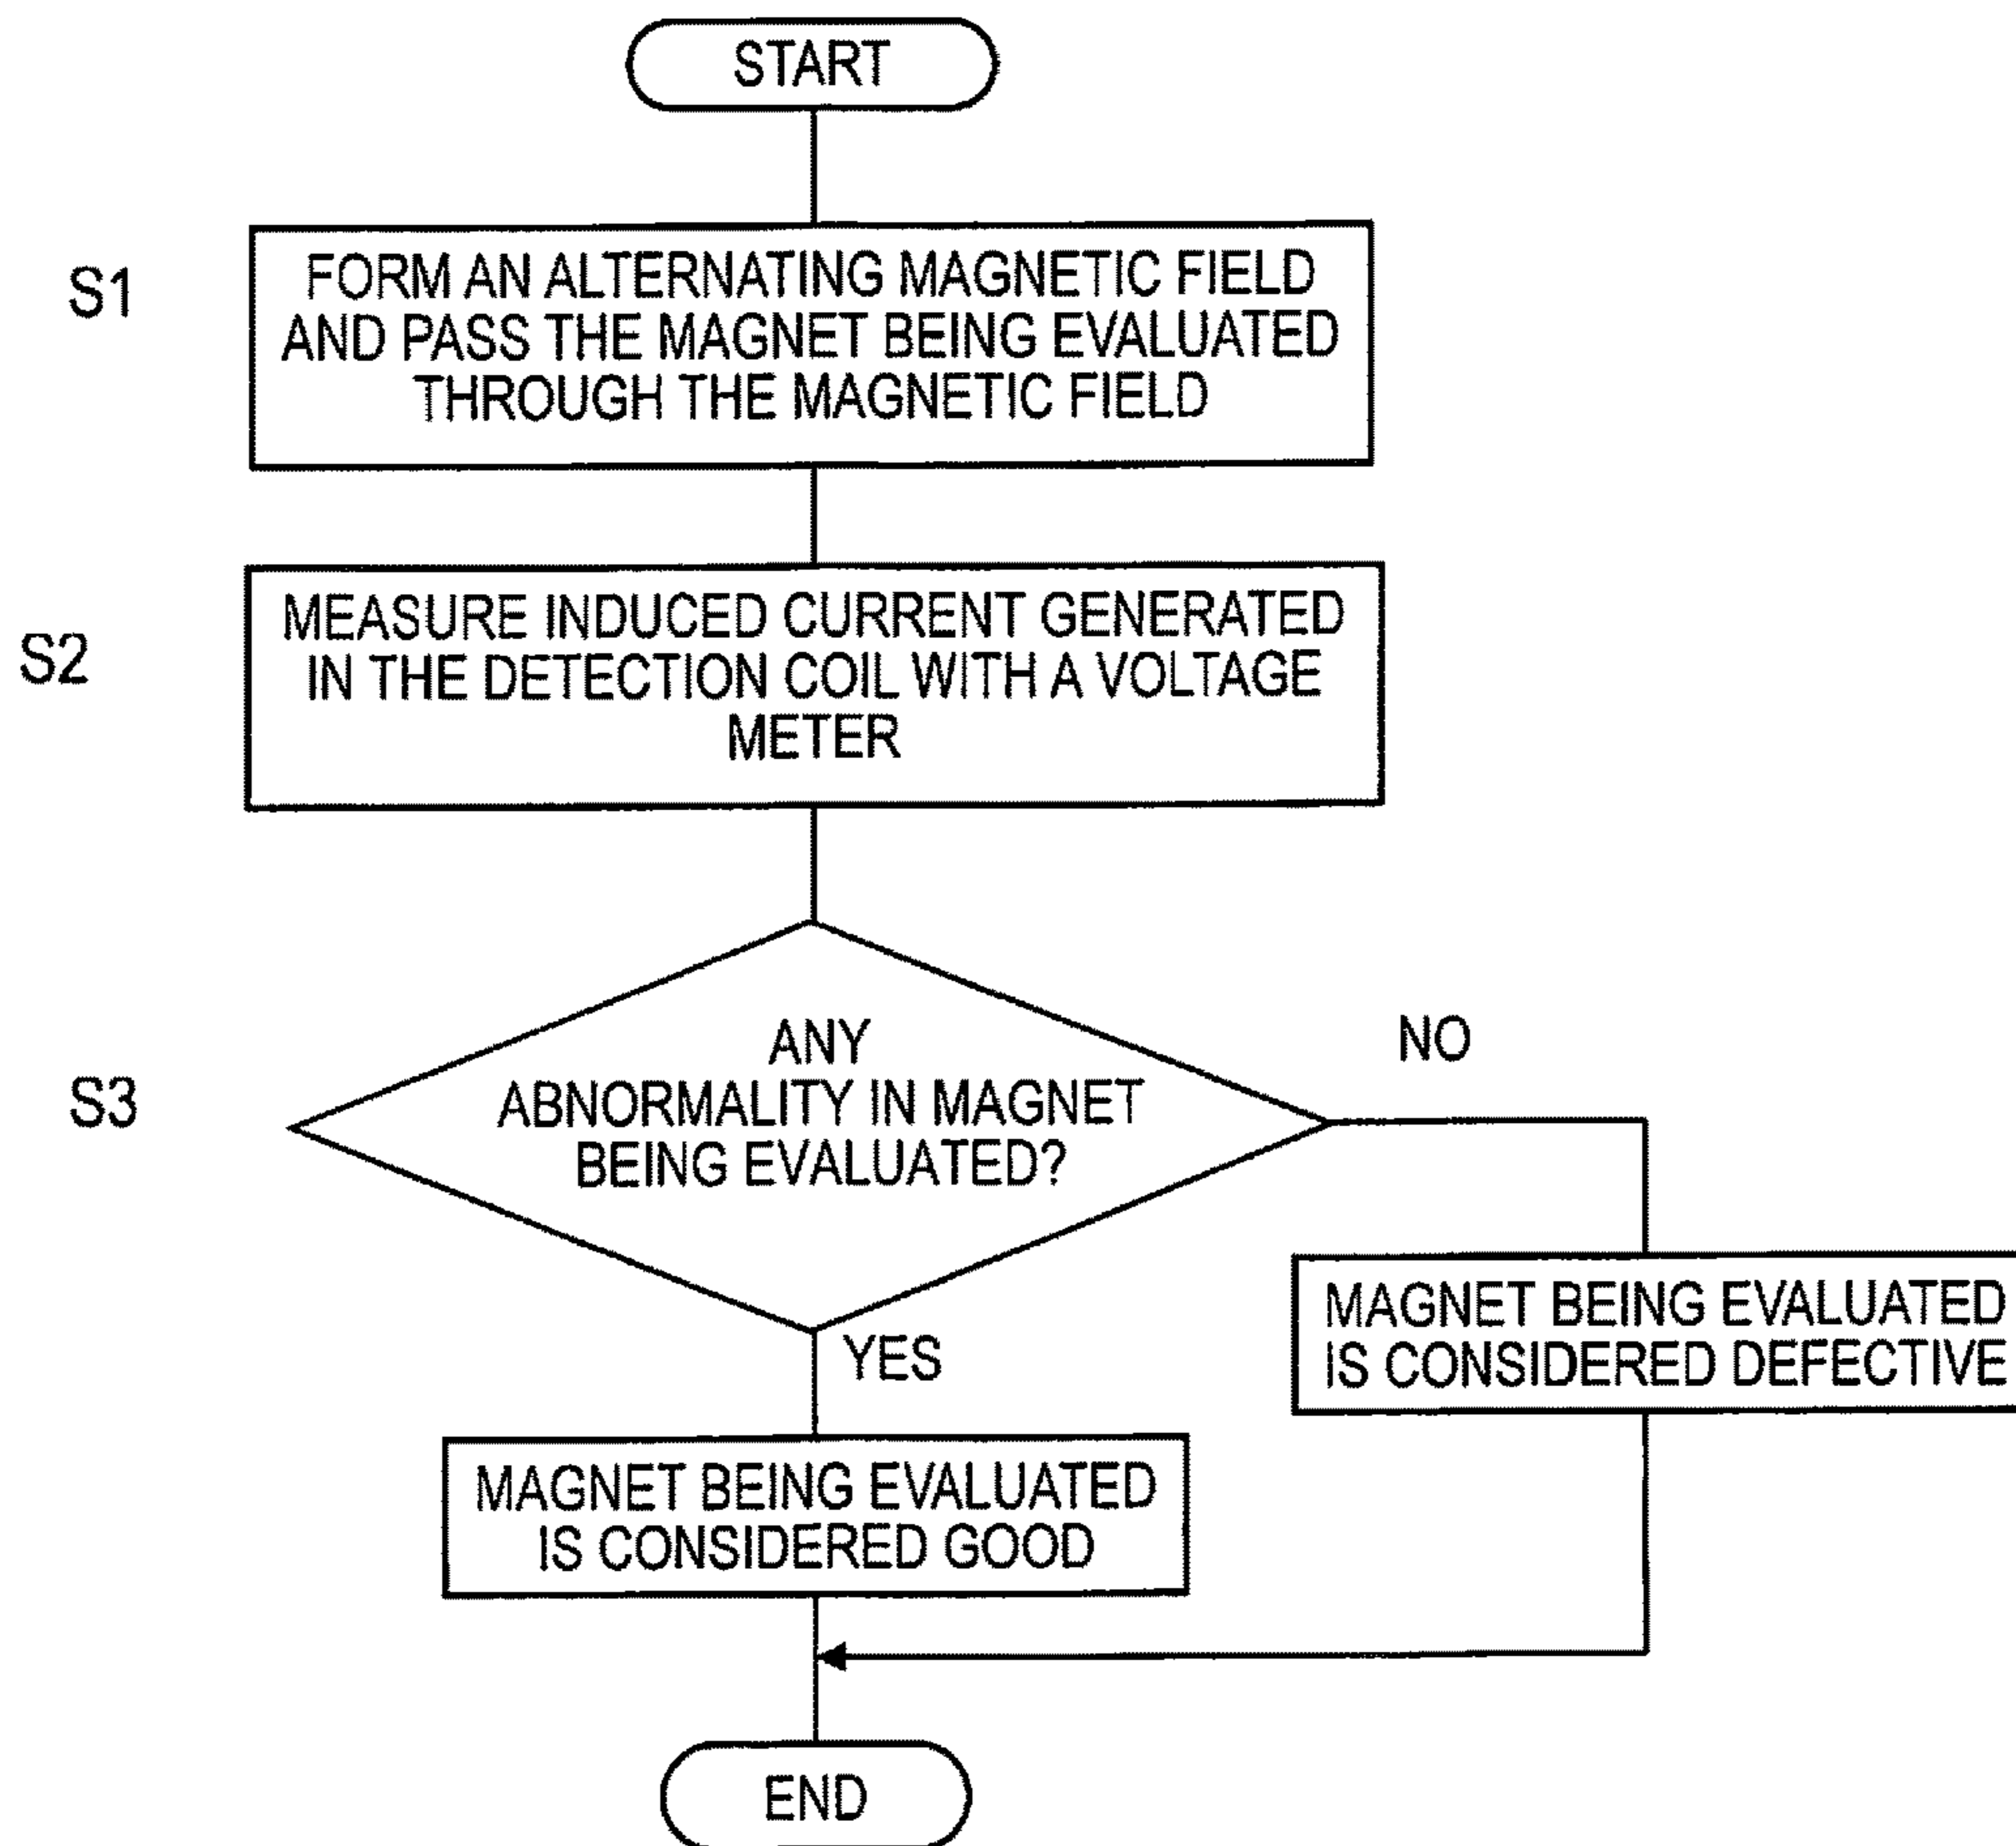 START
S1
FORM AN ALTERNATING MAGNETIC FIELD
AND PASS THE MAGNET BEING EVALUATED
THROUGH THE MAGNETIC FIELD
S2
MEASURE INDUCED CURRENT GENERATED
IN THE DETECTION COIL WITH A VOLTAGE
METER
S3
ANY
ABNORMALITY IN MAGNET
BEING EVALUATED?
NO
MAGNET BEING EVALUATED
IS CONSIDERED DEFECTIVE
YES
MAGNET BEING EVALUATED
IS CONSIDERED GOOD
END